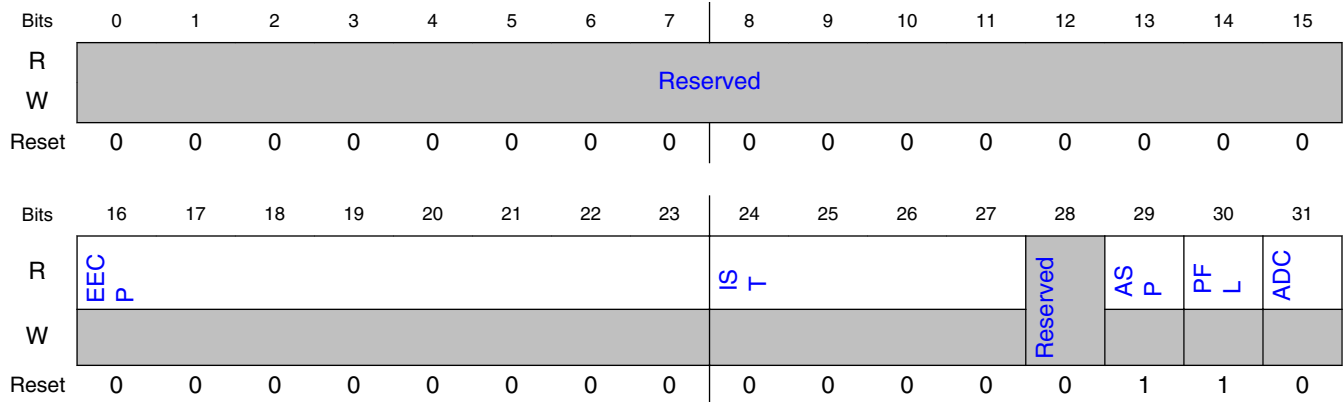 Bits 0 1 2 3 4 5 6 7 8 9 10 11 12 13 14 15
R
Reserved
W
Reset 0 0 0 0 0 0 0 0 0 0 0 0 0 0 0 0
Bits 16 17 18 19 20 21 22 23 24 25 26 27 28 29 30 31
R
EEC
P
IS
T
Reserved
AS
P
PF
L
ADC
W
Reset 0 0 0 0 0 0 0 0 0 0 0 0 0 1 1 0